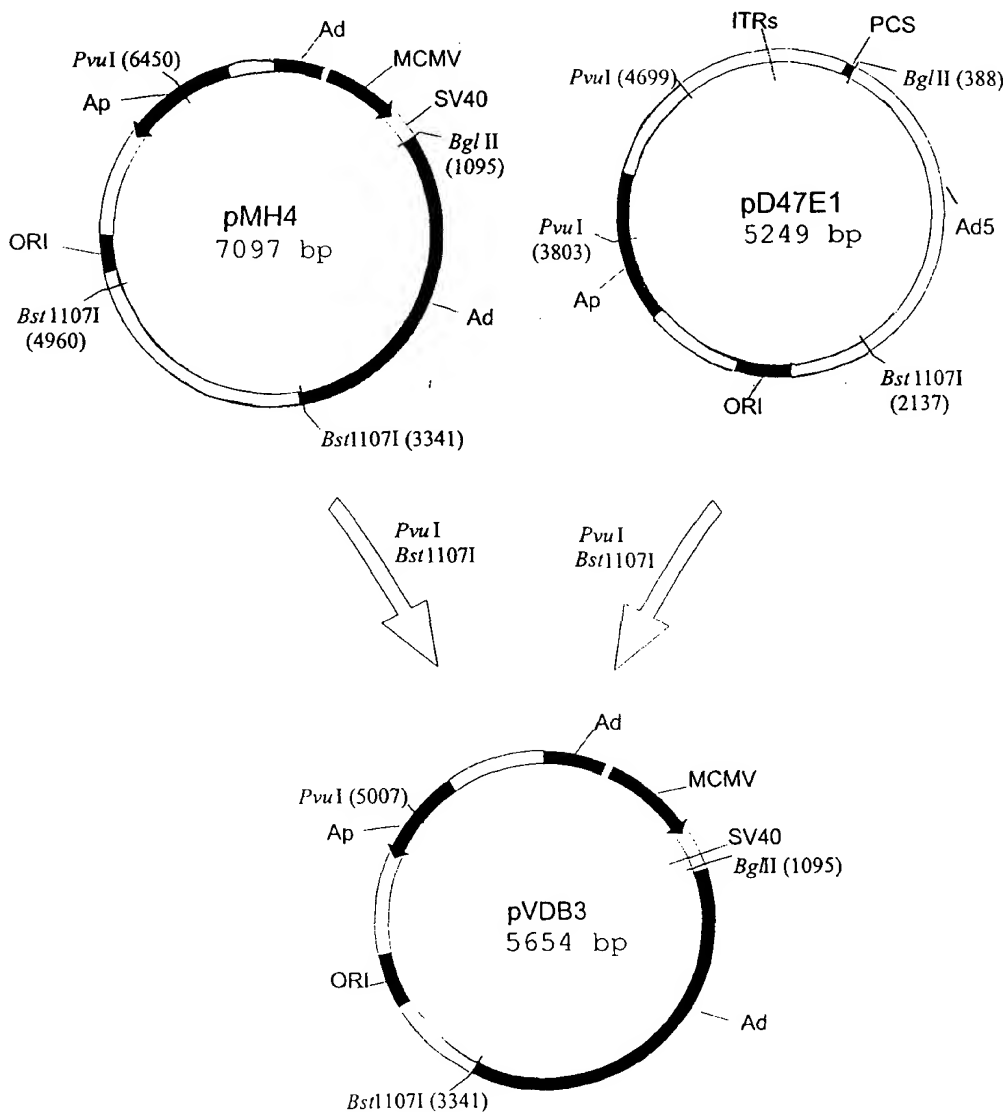 Ad
PvuI (6450)
MCMV
Ap
SV40
Bgl II
(1095)
pMH4
7097 bp
ORI
Bst1107I
(4960)
Ad
Bst1107I (3341)
ITRs
PCS
PvuI (4699)
BglII (388)
pD47E1
5249 bp
PvuI
(3803)
Ad5
Ap
Bst1107I
(2137)
ORI
PvuI
Bst1107I
PvuI
Bst1107I
Ad
PvuI (5007)
MCMV
Ap
SV40
BglII (1095)
pVDB3
5654 bp
ORI
Ad
Bst1107I (3341)